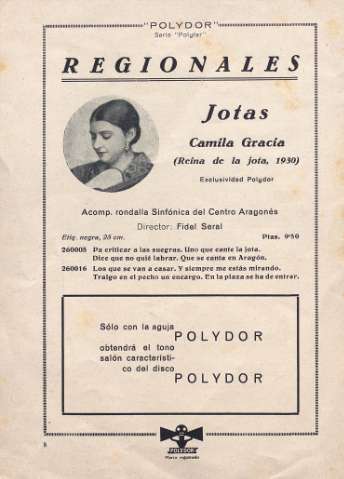 "POLYDOR"
Serie "Polyfar"
REGIONALES
Jotas
Camila Gracia
(Reina de la jota, 1930)
Exclusividad Polydor
Acomp. rondalla Sinfónica del Centro Aragonés
Director: Fidel Seral
Etiq. negra, 25 cm. Ptas. 9'50
260005 Pa criticar a las suegras. Uno que cante la jota.
Dice que no quié labrar. Que se canta en Aragón.
260016 Los que se van a casar. Y siempre me estás mirando.
Traigo en el pecho un encargo. En la plaza se ha de entrar.
Sólo con la aguja POLYDOR
obtendrá el tono
salón característi-
co del disco POLYDOR
8
POLYDOR
Marca registrada